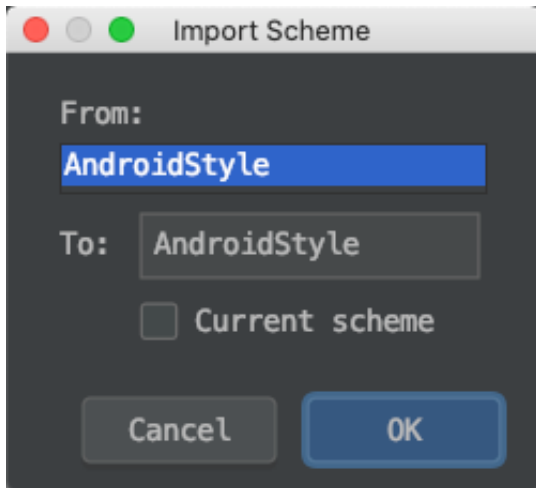 Import Scheme
From:
AndroidStyle
To: AndroidStyle
Current scheme
Cancel OK